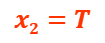 x₂ = T